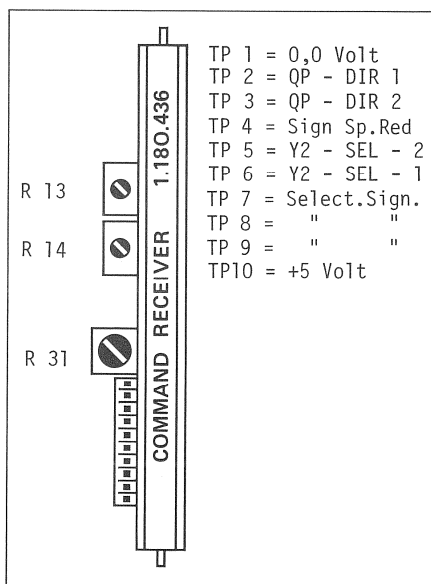 TP 1 = 0,0 Volt
TP 2 = QP - DIR 1
TP 3 = QP - DIR 2
TP 4 = Sign Sp.Red
TP 5 = Y2 - SEL - 2
TP 6 = Y2 - SEL - 1
TP 7 = Select.Sign.
TP 8 = " "
TP 9 = " "
TP10 = +5 Volt
R 13
R 14
R 31
COMMAND RECEIVER 1.180.436